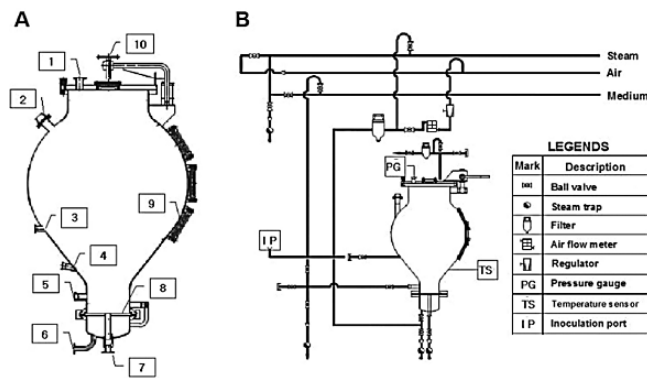 A
B
10
1
2
3
4
5
6
7
8
9
Steam
Air
Medium
PG
IP
TS
LEGENDS
Mark Description
Ball valve
Steam trap
Filter
Air flow meter
Regulator
PG Pressure gauge
TS Temperature sensor
IP Inoculation port